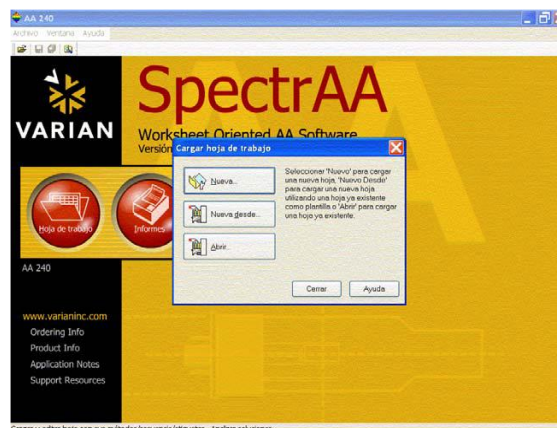 AA 240
Archivo Ventana Ayuda
VARIAN
SpectrAA
Worksheet Oriented AA Software
Versión
Cargar hoja de trabajo
Nueva...
Nueva desde...
Abrir...
Seleccionar 'Nuevo' para cargar
una nueva hoja, 'Nuevo Desde'
para cargar una nueva hoja
utilizando una hoja ya existente
como plantilla o 'Abrir' para cargar
una hoja ya existente.
Cerrar
Ayuda
Hoja de trabajo
Informes
AA 240
www.varianinc.com
Ordering Info
Product Info
Application Notes
Support Resources